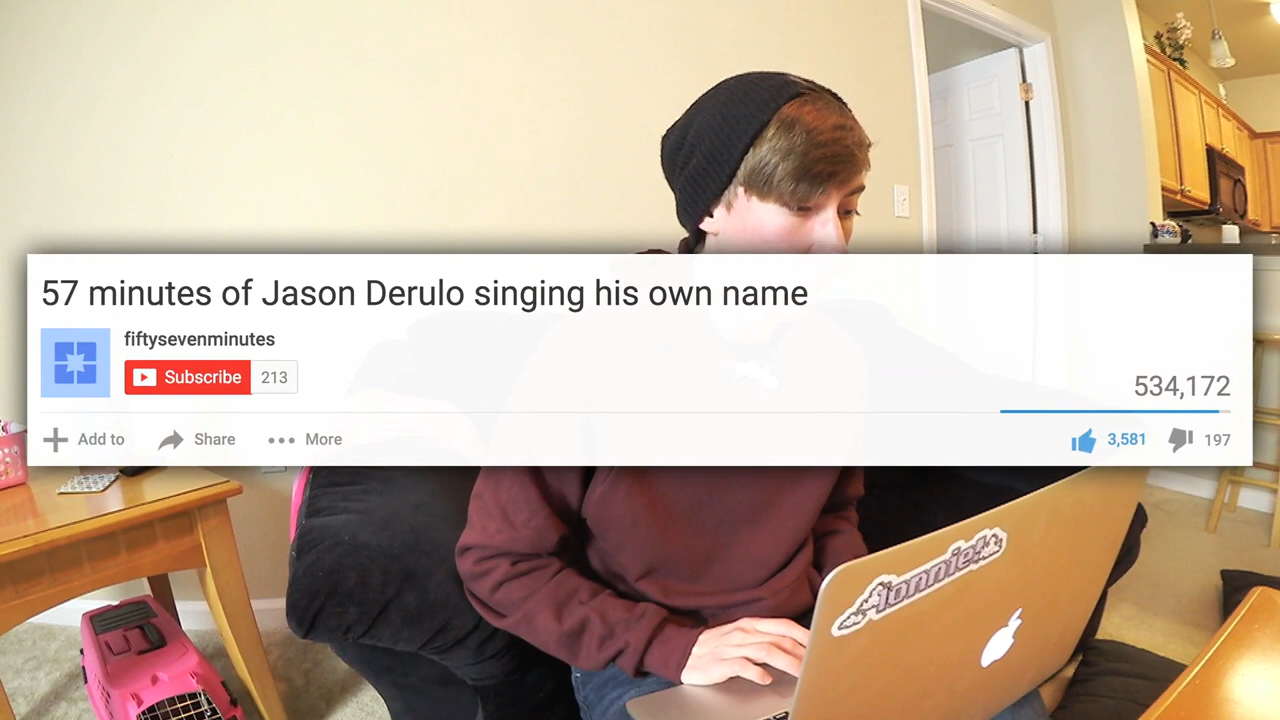 57 minutes of Jason Derulo singing his own name
fiftysevenminutes
Subscribe 213
534,172
Add to Share More 3,581 197
lonnie!